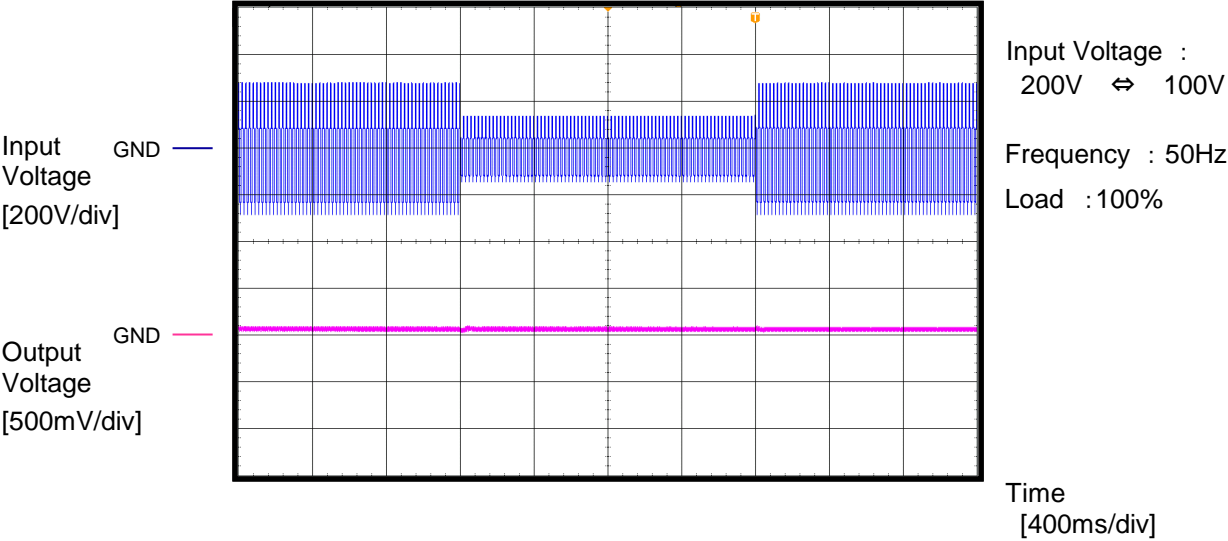 T
Input Voltage :
200V ⇔ 100V
Frequency : 50Hz
Load :100%
Input
Voltage
[200V/div]
GND
GND
Output
Voltage
[500mV/div]
Time
[400ms/div]